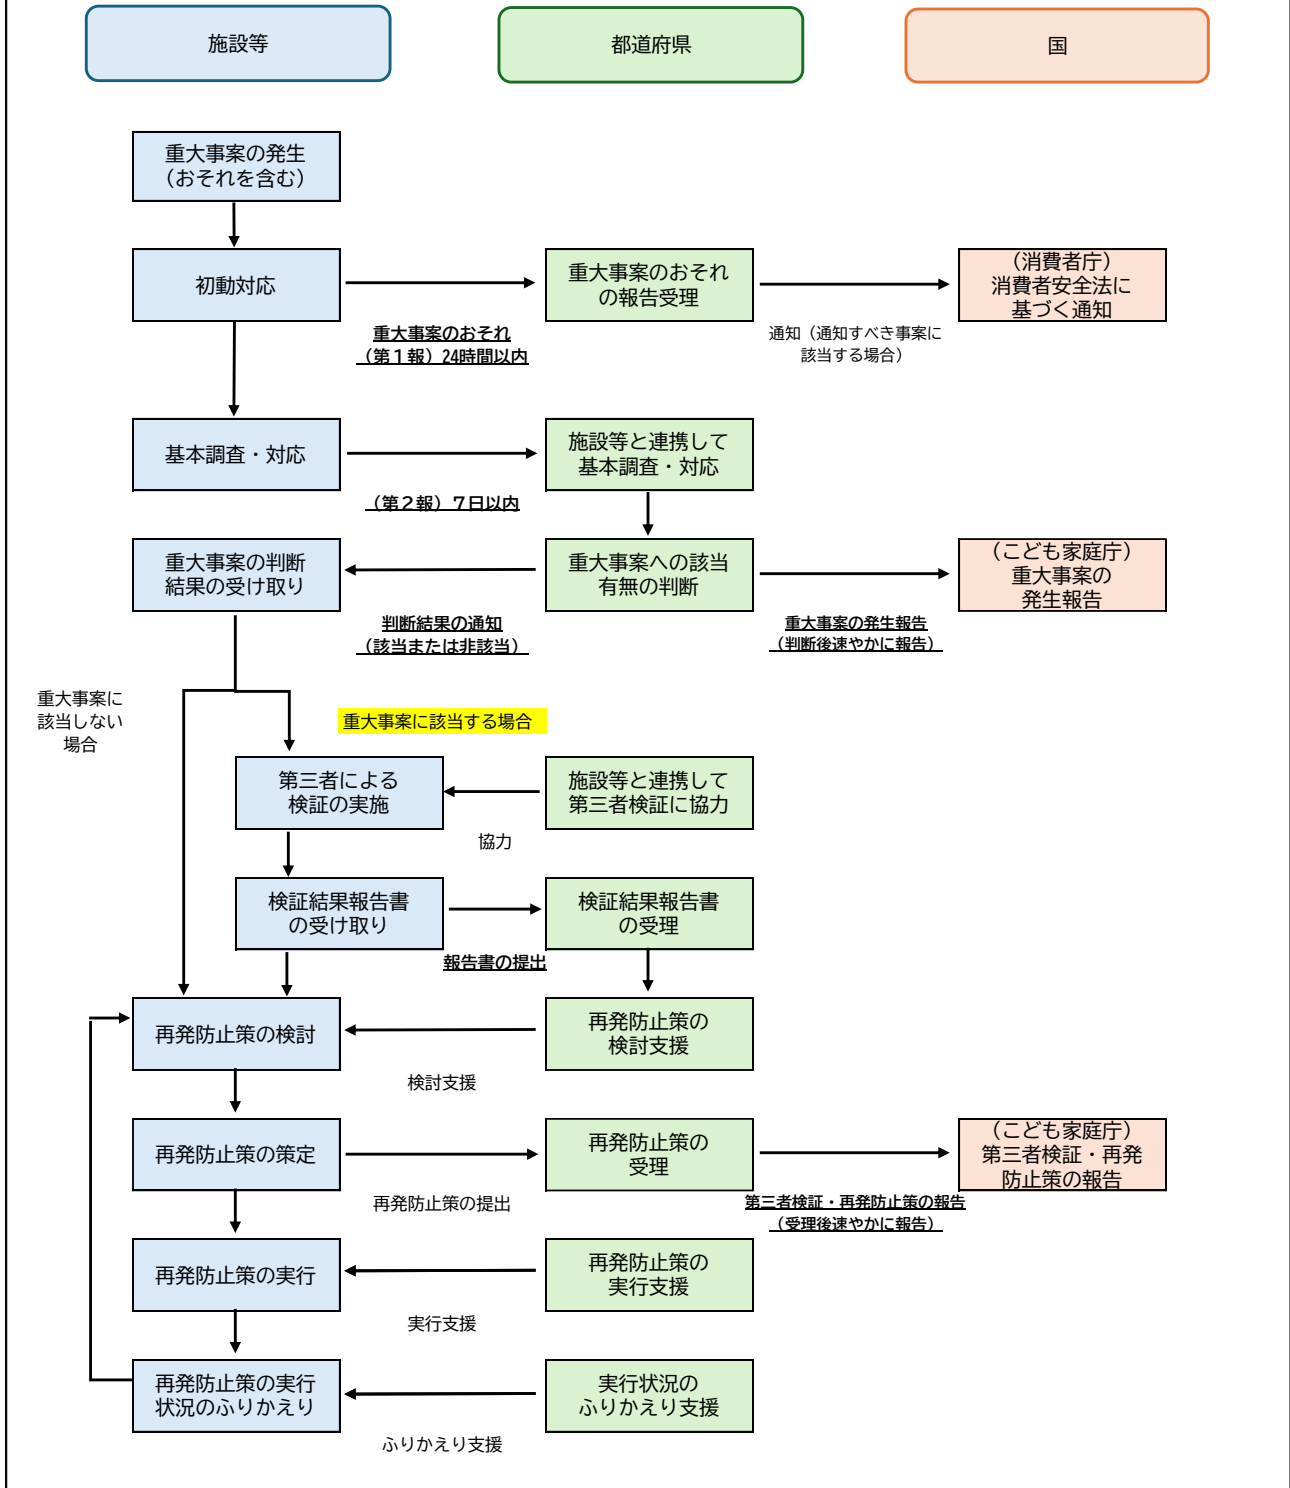 施設等
都道府県
国
重大事案の発生
（おそれを含む）
初動対応
重大事案のおそれ
の報告受理
（消費者庁）
消費者安全法に
基づく通知
重大事案のおそれ
（第１報）24時間以内
通知（通知すべき事案に
該当する場合）
基本調査・対応
施設等と連携して
基本調査・対応
（第２報）７日以内
重大事案の判断
結果の受け取り
重大事案への該当
有無の判断
（こども家庭庁）
重大事案の
発生報告
判断結果の通知
（該当または非該当）
重大事案の発生報告
（判断後速やかに報告）
重大事案に
該当しない
場合
重大事案に該当する場合
第三者による
検証の実施
施設等と連携して
第三者検証に協力
協力
検証結果報告書
の受け取り
検証結果報告書
の受理
報告書の提出
再発防止策の検討
再発防止策の
検討支援
検討支援
再発防止策の策定
再発防止策の
受理
（こども家庭庁）
第三者検証・再発
防止策の報告
再発防止策の提出
第三者検証・再発防止策の報告
（受理後速やかに報告）
再発防止策の実行
再発防止策の
実行支援
実行支援
再発防止策の実行
状況のふりかえり
実行状況の
ふりかえり支援
ふりかえり支援